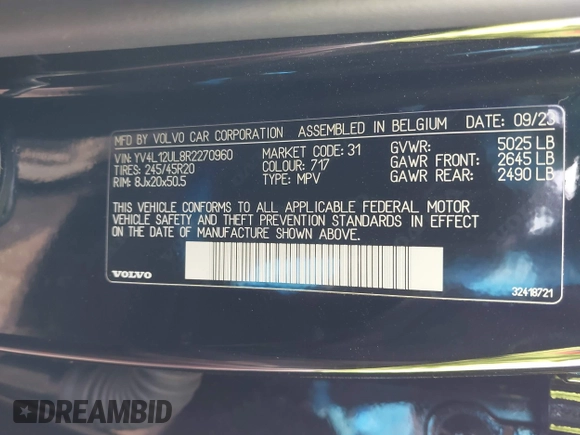 MFD BY VOLVO CAR CORPORATION ASSEMBLED IN BELGIUM DATE: 09/23
VIN: YV4L12UL8R2270960 MARKET CODE: 31 GVWR: 5025 LB
TIRES: 245/45R20 COLOUR: 717 GAWR FRONT: 2645 LB
RIM: 8Jx20x50.5 TYPE: MPV GAWR REAR: 2490 LB
THIS VEHICLE CONFORMS TO ALL APPLICABLE FEDERAL MOTOR
VEHICLE SAFETY AND THEFT PREVENTION STANDARDS IN EFFECT
ON THE DATE OF MANUFACTURE SHOWN ABOVE.
VOLVO
32418721
DREAMBID